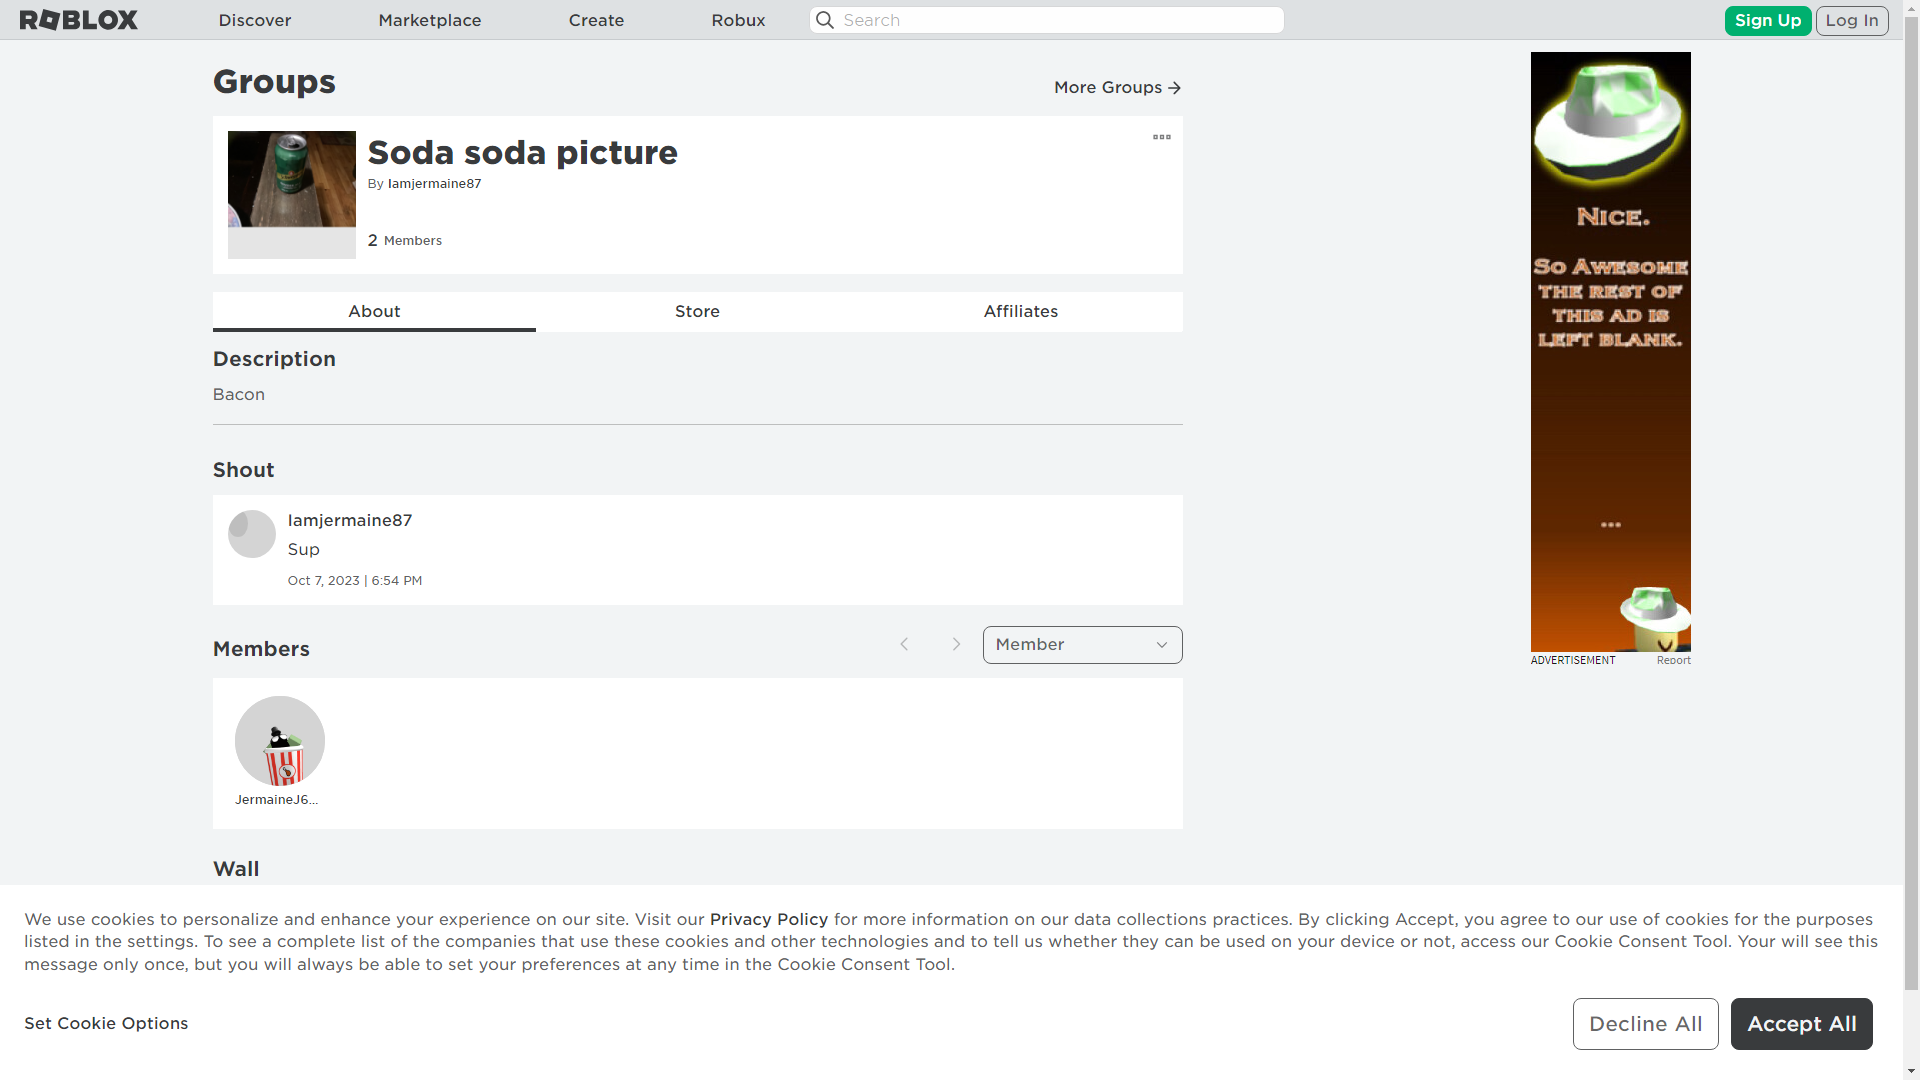 ROBLOX
Discover
Marketplace
Create
Robux
Search
Sign Up
Log In
Groups
More Groups
Soda soda picture
By Iamjermaine87
2 Members
About
Store
Affiliates
Description
Bacon
Shout
Iamjermaine87
Sup
Oct 7, 2023 | 6:54 PM
Members
Member
JermaineJ6...
Wall
Nice.
So Awesome
the rest of
this ad is
left blank.
...
ADVERTISEMENT
Report
We use cookies to personalize and enhance your experience on our site. Visit our Privacy Policy for more information on our data collections practices. By clicking Accept, you agree to our use of cookies for the purposes
listed in the settings. To see a complete list of the companies that use these cookies and other technologies and to tell us whether they can be used on your device or not, access our Cookie Consent Tool. Your will see this
message only once, but you will always be able to set your preferences at any time in the Cookie Consent Tool.
Set Cookie Options
Decline All
Accept All